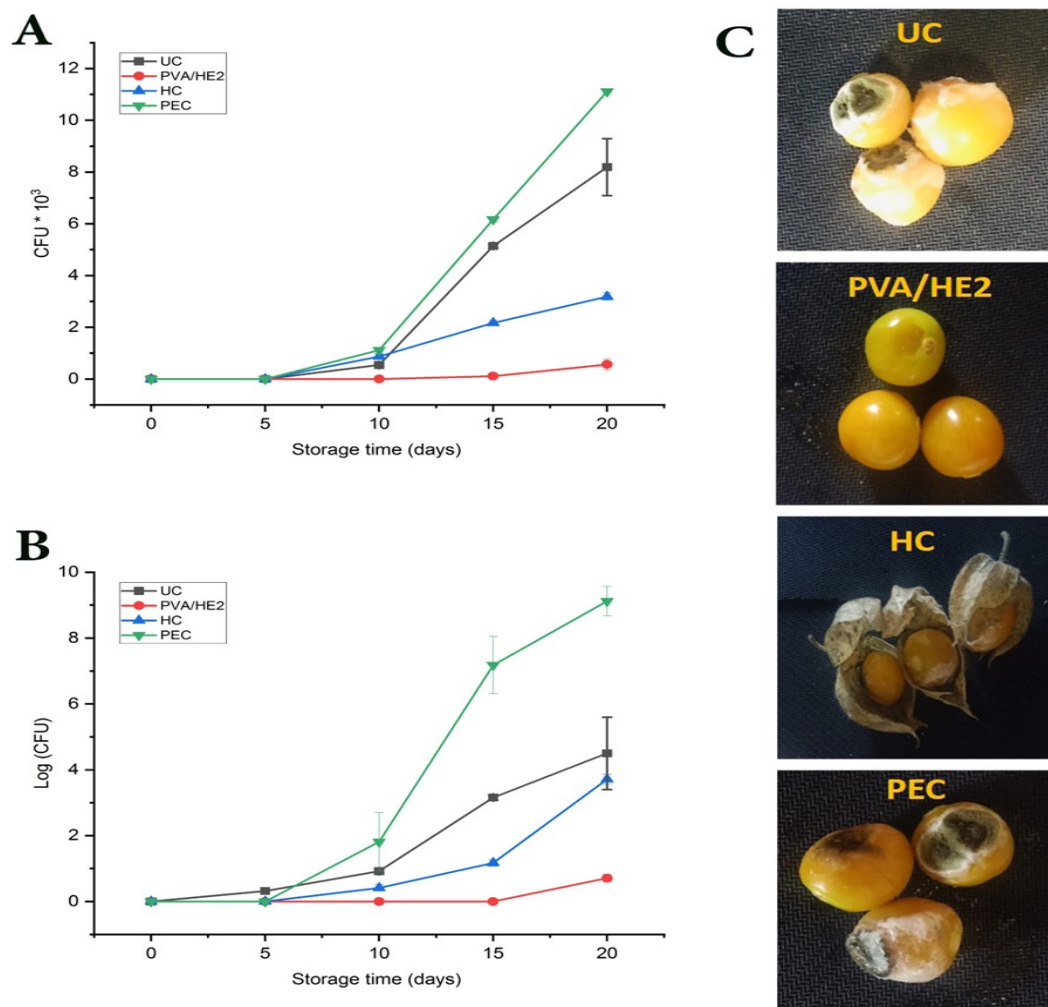 A
UC
PVA/HE2
HC
PEC
CFU * 10³
12
10
8
6
4
2
0
0 5 10 15 20
Storage time (days)
B
UC
PVA/HE2
HC
PEC
Log (CFU)
10
8
6
4
2
0
0 5 10 15 20
Storage time (days)
C
UC
PVA/HE2
HC
PEC